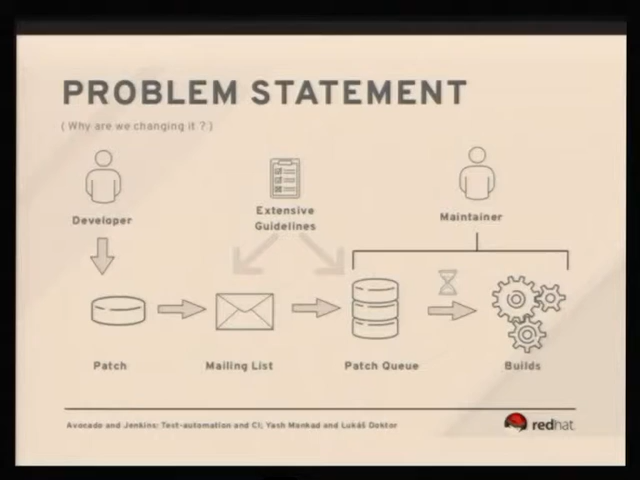 PROBLEM STATEMENT
( Why are we changing it ? )
Developer
Extensive
Guidelines
Maintainer
Patch
Mailing List
Patch Queue
Builds
Avocado and Jenkins: Test-automation and CI; Yash Mankad and Lukáš Doktor
redhat.